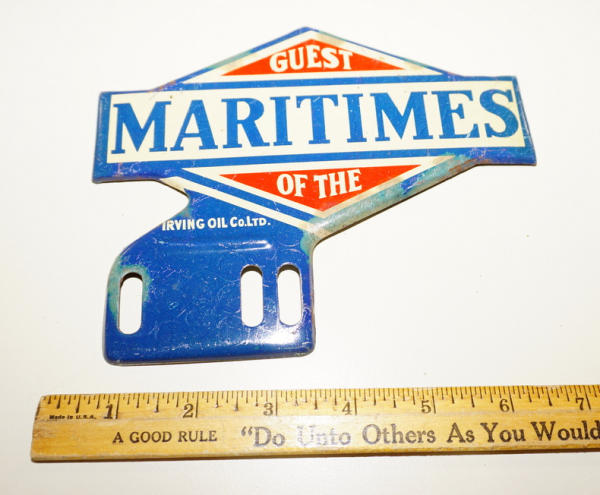 GUEST
MARITIMES
OF THE
IRVING OIL CO. LTD.
Made in U.S.A. 1 2 3 4 5 6 7
A GOOD RULE "Do Unto Others As You Would